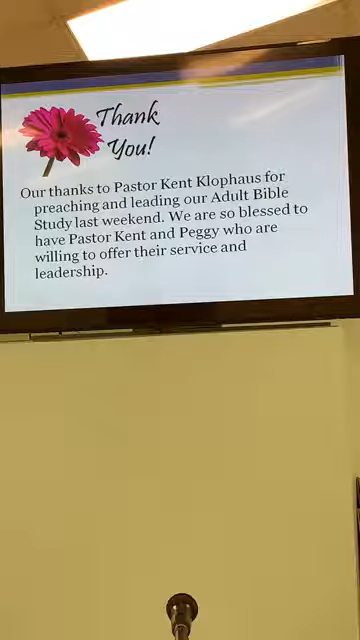 Thank
You!
Our thanks to Pastor Kent Klophaus for
preaching and leading our Adult Bible
Study last weekend. We are so blessed to
have Pastor Kent and Peggy who are
willing to offer their service and
leadership.